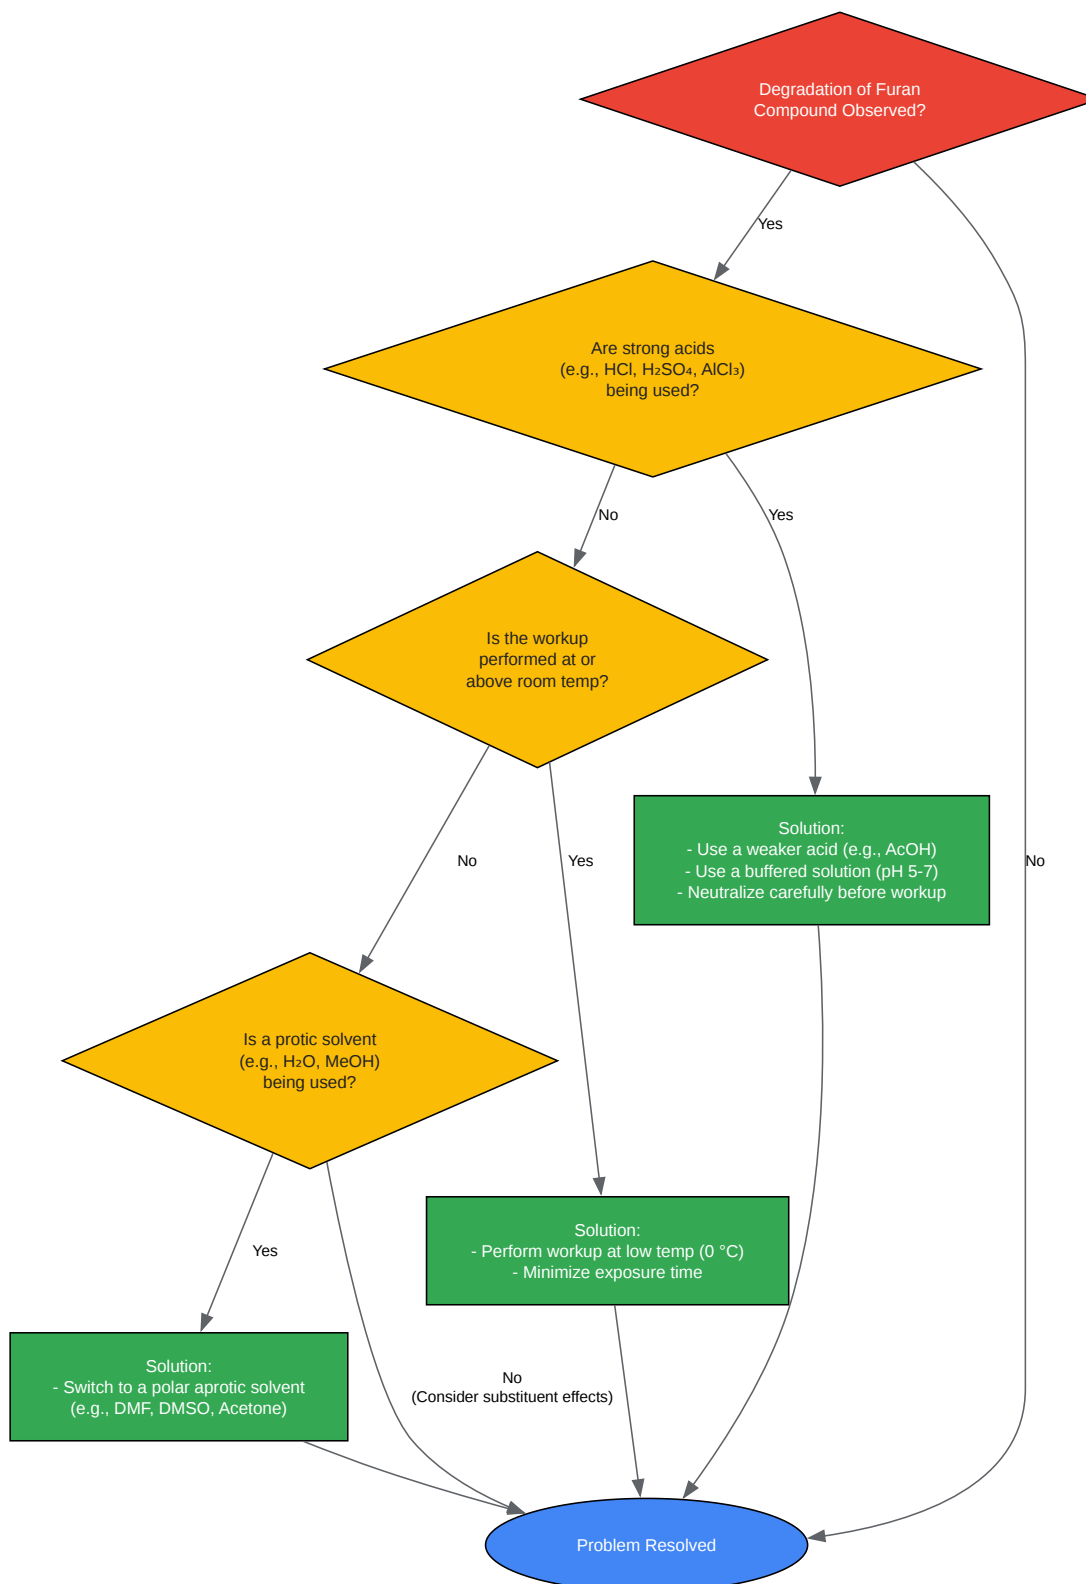 Degradation of Furan
Compound Observed?
Yes
Are strong acids
(e.g., HCl, H₂SO₄, AlCl₃)
being used?
No
Yes
Is the workup
performed at or
above room temp?
No
Yes
Solution:
- Use a weaker acid (e.g., AcOH)
- Use a buffered solution (pH 5-7)
- Neutralize carefully before workup
No
Is a protic solvent
(e.g., H₂O, MeOH)
being used?
Yes
Solution:
- Perform workup at low temp (0 °C)
- Minimize exposure time
Solution:
- Switch to a polar aprotic solvent
(e.g., DMF, DMSO, Acetone)
No
(Consider substituent effects)
Problem Resolved